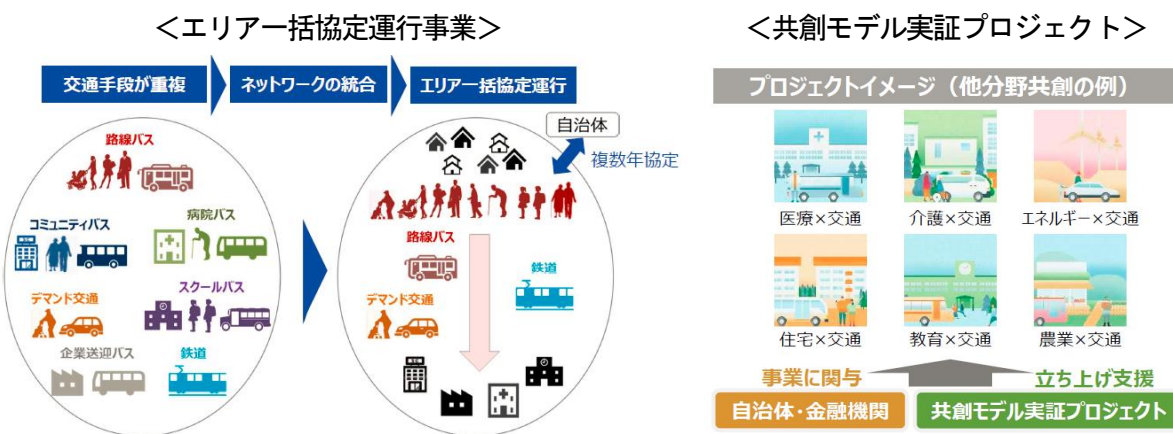 ＜エリア一括協定運行事業＞
交通手段が重複
ネットワークの統合
エリア一括協定運行
路線バス
コミュニティバス
病院バス
デマンド交通
スクールバス
企業送迎バス
鉄道
自治体
複数年協定
路線バス
鉄道
デマンド交通
＜共創モデル実証プロジェクト＞
プロジェクトイメージ（他分野共創の例）
医療×交通
介護×交通
エネルギー×交通
住宅×交通
教育×交通
農業×交通
事業に関与
立ち上げ支援
自治体・金融機関
共創モデル実証プロジェクト